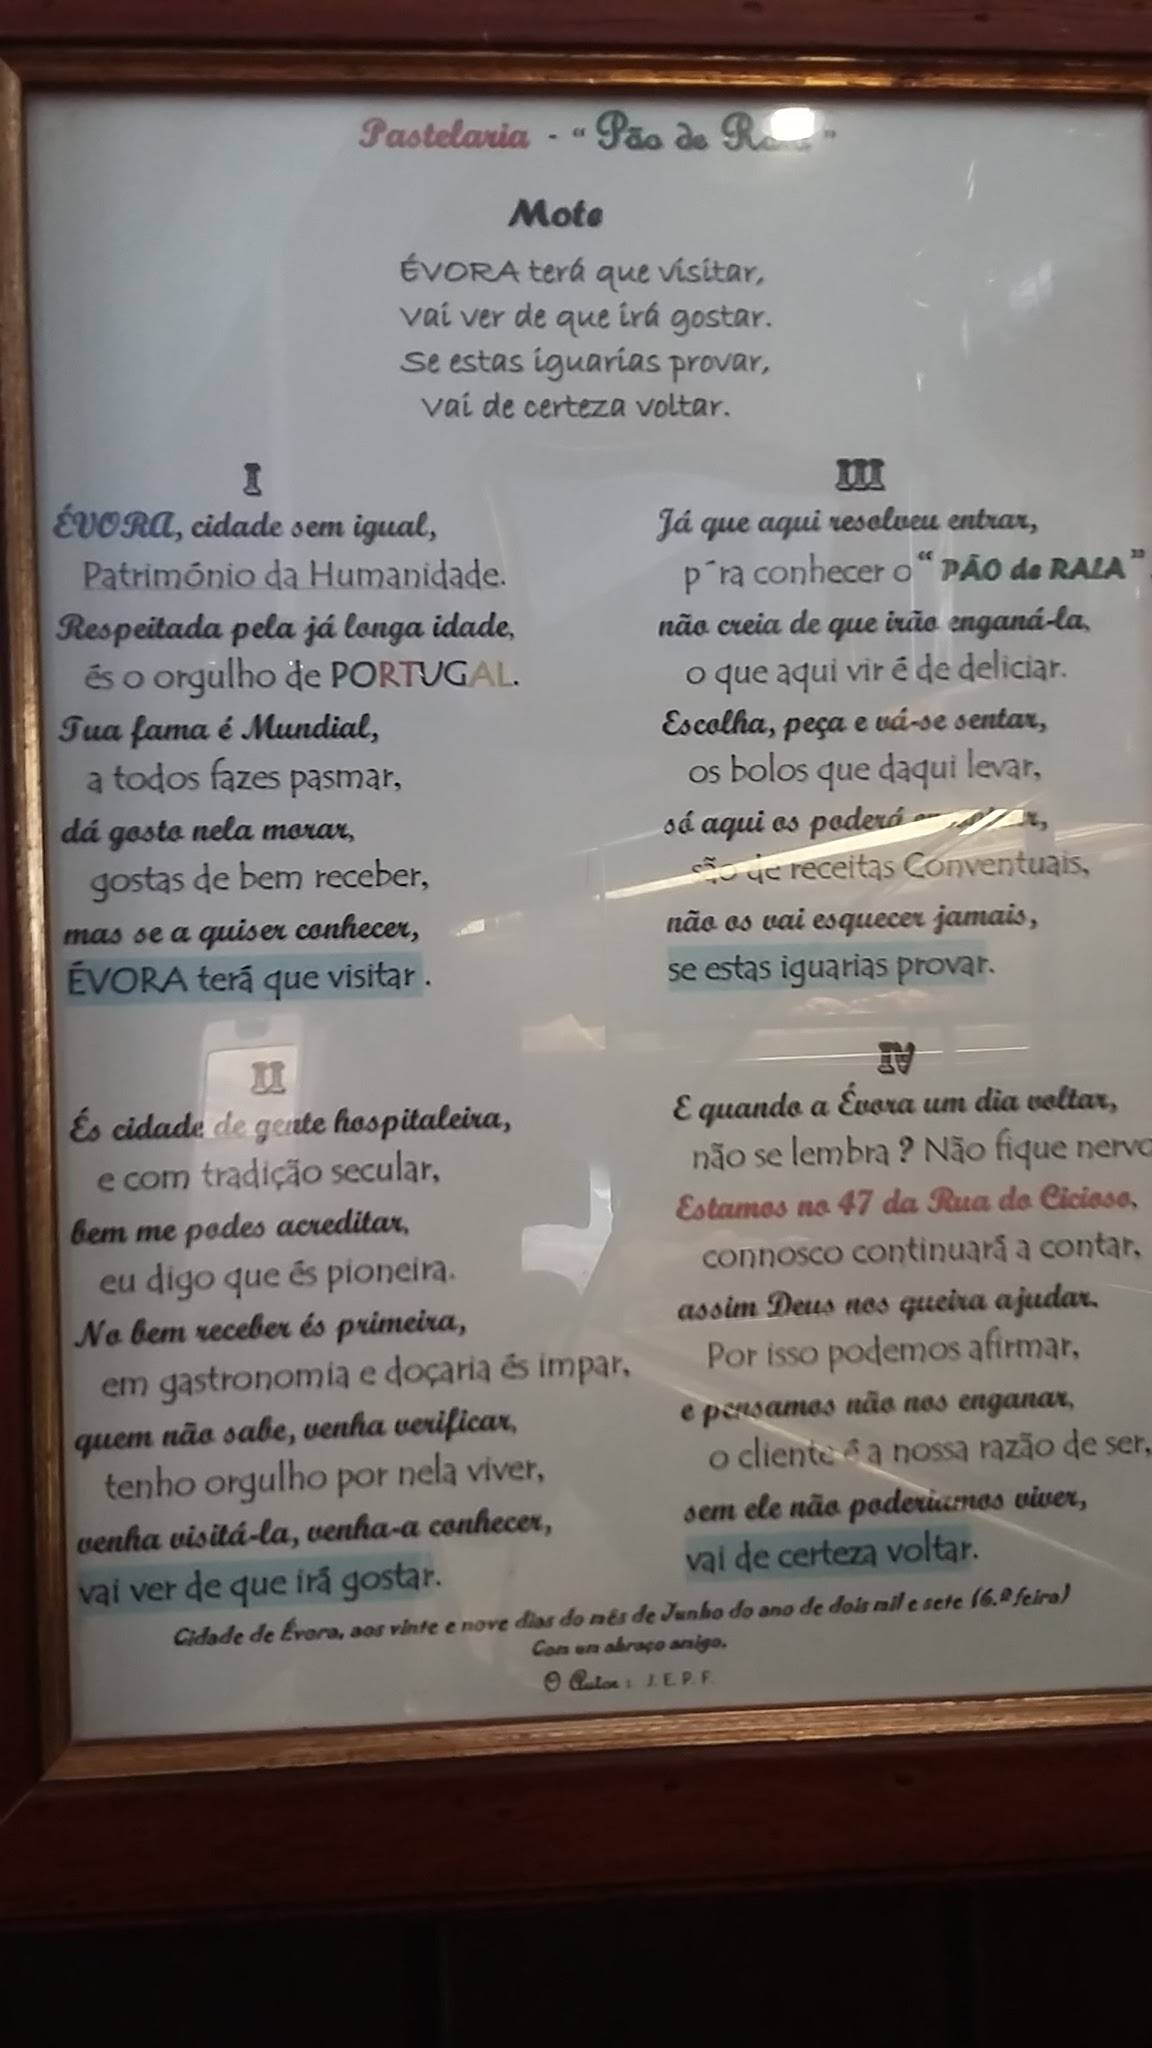 Pastelaria - " Pão de Rala "
Mote
ÉVORA terá que visitar,
vai ver de que irá gostar.
Se estas iguarias provar,
vai de certeza voltar.
I
ÉVORA, cidade sem igual,
Património da Humanidade.
Respeitada pela já longa idade,
és o orgulho de PORTUGAL.
Tua fama é Mundial,
a todos fazes pasmar,
dá gosto nela morar,
gostas de bem receber,
mas se a quiser conhecer,
ÉVORA terá que visitar .
II
És cidade de gente hospitaleira,
e com tradição secular,
bem me podes acreditar,
eu digo que és pioneira.
No bem receber és primeira,
em gastronomia e doçaria és impar,
quem não sabe, venha verificar,
tenho orgulho por nela viver,
venha visitá-la, venha-a conhecer,
vai ver de que irá gostar.
III
Já que aqui resolveu entrar,
p´ra conhecer o " PÃO de RALA ".
não creia de que irão enganá-la,
o que aqui vir é de deliciar.
Escolha, peça e vá-se sentar,
os bolos que daqui levar,
só aqui os poderá
são de receitas Conventuais,
não os vai esquecer jamais,
se estas iguarias provar.
IV
E quando a Évora um dia voltar,
não se lembra ? Não fique
Estamos no 47 da Rua do Cicioso,
connosco continuará a contar,
assim Deus nos queira ajudar.
Por isso podemos afirmar,
e pensamos não nos enganar,
o cliente é a nossa razão de ser,
sem ele não poderiamos viver,
vai de certeza voltar.
Cidade de Évora, aos vinte e nove dias do mês de Junho do ano de dois mil e sete (6.ª feira)
Com um abraço amigo,
O Autor : J. E. P. F.